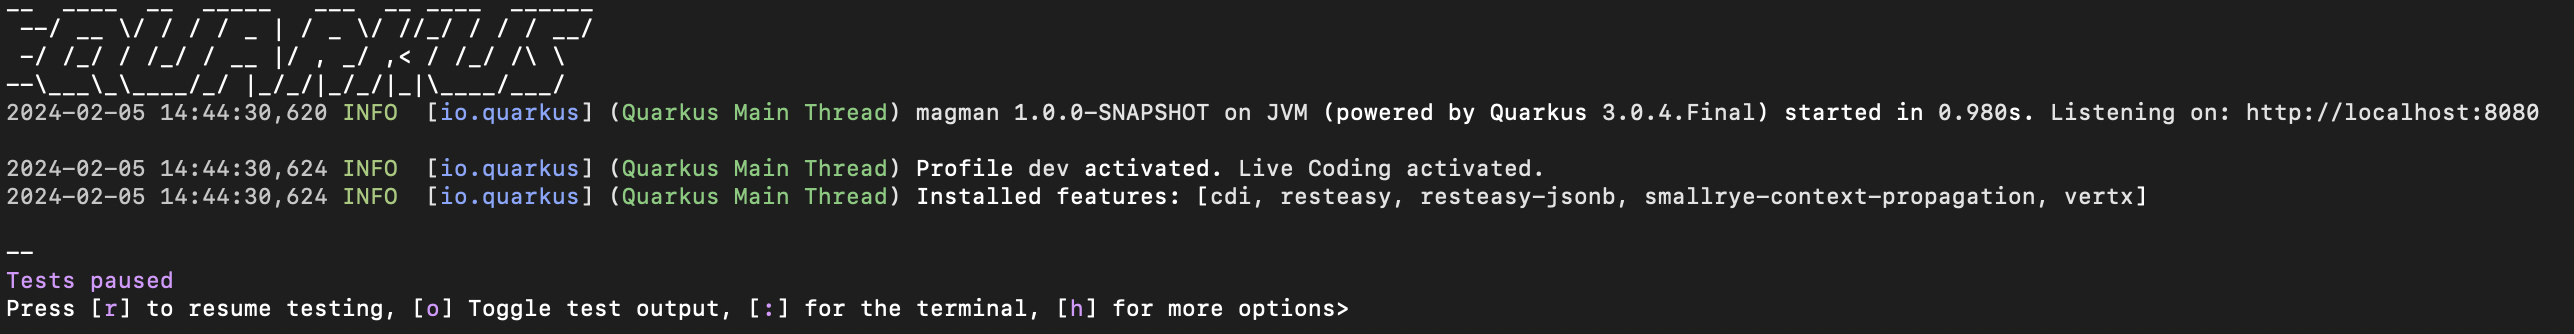 __  ____  __  _____   ___  __ ____  ______
 --/ __ \/ / / / _ | / _ \/ //_/ / / / __/
 -/ /_/ / /_/ / __ |/ , _/ ,< / /_/ /\ \
--\___\_\____/_/ |_/_/|_/_/|_|\____/___/
2024-02-05 14:44:30,620 INFO  [io.quarkus] (Quarkus Main Thread) magman 1.0.0-SNAPSHOT on JVM (powered by Quarkus 3.0.4.Final) started in 0.980s. Listening on: http://localhost:8080
2024-02-05 14:44:30,624 INFO  [io.quarkus] (Quarkus Main Thread) Profile dev activated. Live Coding activated.
2024-02-05 14:44:30,624 INFO  [io.quarkus] (Quarkus Main Thread) Installed features: [cdi, resteasy, resteasy-jsonb, smallrye-context-propagation, vertx]
--
Tests paused
Press [r] to resume testing, [o] Toggle test output, [:] for the terminal, [h] for more options>